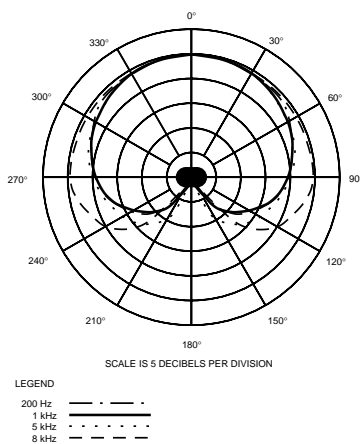 0°
330°
30°
300°
60°
270°
90
240°
120°
210°
150°
180°
SCALE IS 5 DECIBELS PER DIVISION
LEGEND
200 Hz
1 kHz
5 kHz
8 kHz